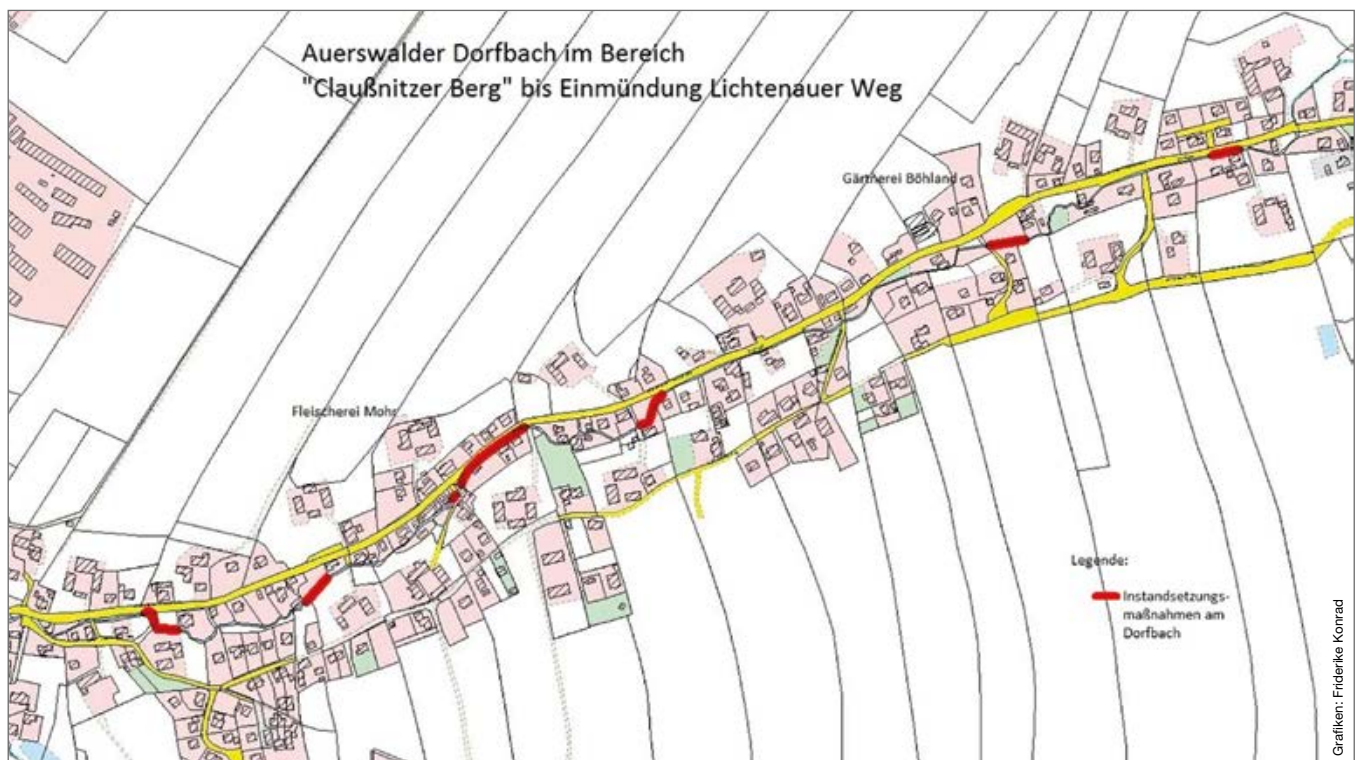 Auerswalder Dorfbach im Bereich
"Claußnitzer Berg" bis Einmündung Lichtenauer Weg
Gärtnerei Böhland
Fleischerei Mohr
Legende:
Instandsetzungs-
maßnahmen am
Dorfbach
Grafiken: Friderike Konrad